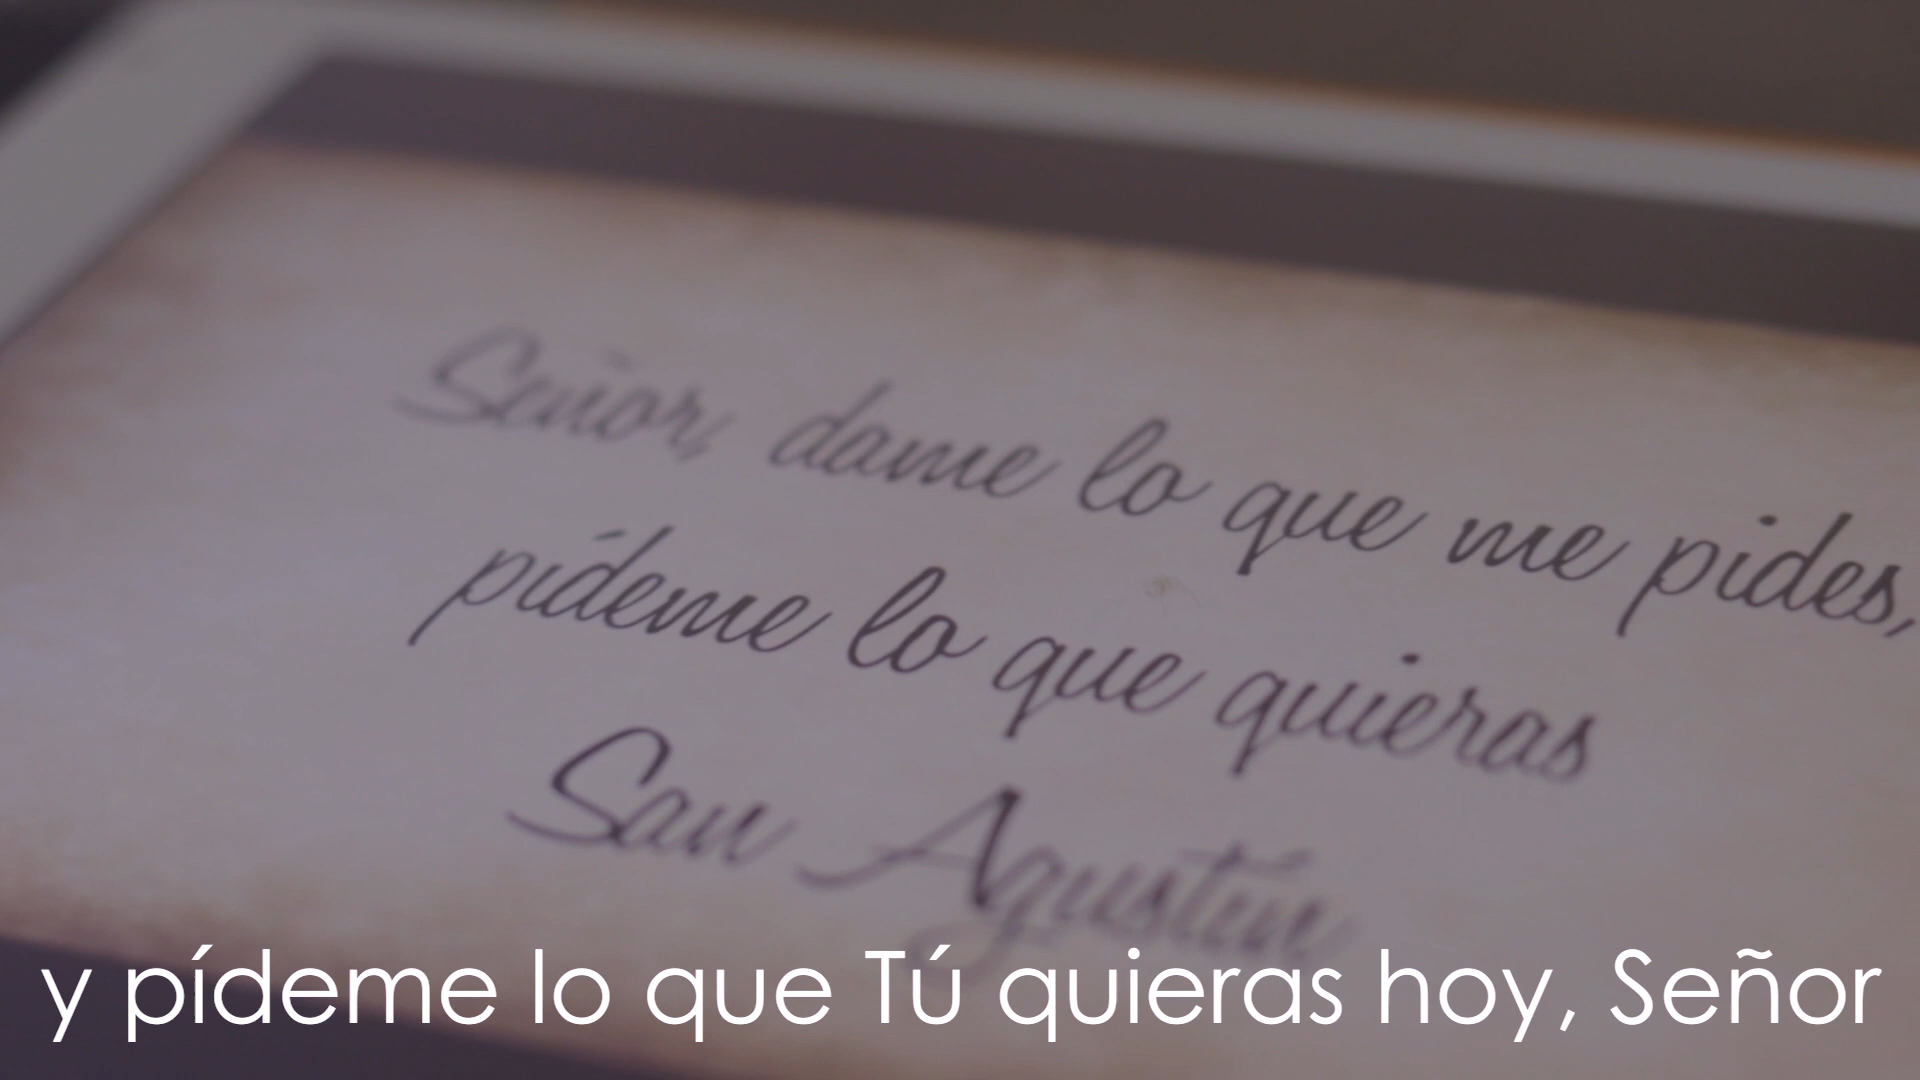 Señor, dame lo que me pides,
pídeme lo que quieras
San Agustín
y pídeme lo que Tú quieras hoy, Señor